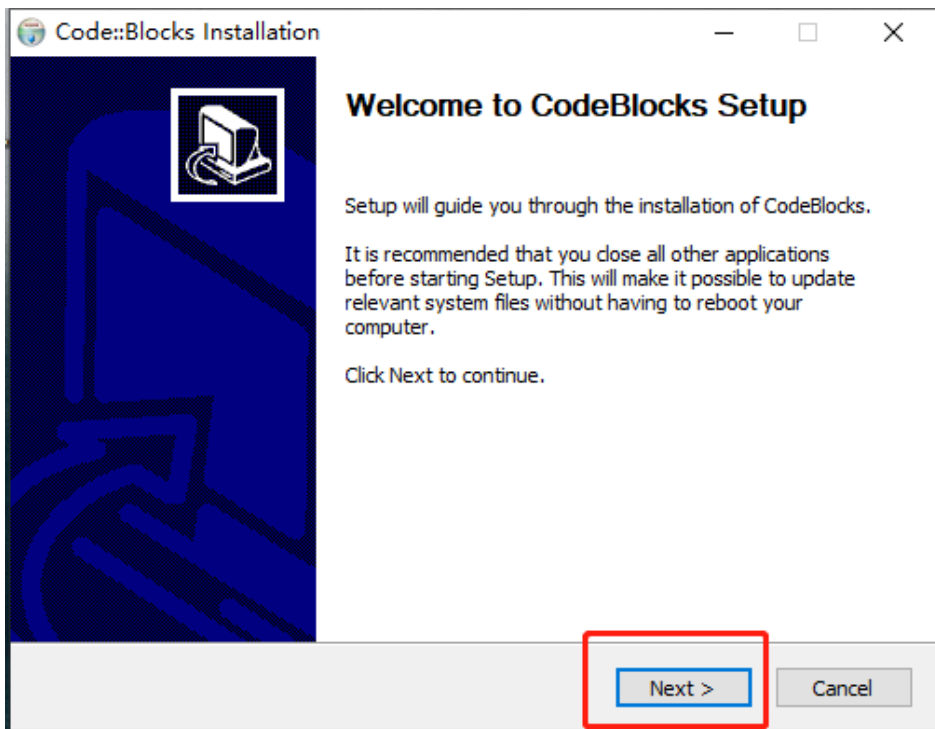 Code::Blocks Installation
Welcome to CodeBlocks Setup
Setup will guide you through the installation of CodeBlocks.
It is recommended that you close all other applications
before starting Setup. This will make it possible to update
relevant system files without having to reboot your
computer.
Click Next to continue.
Next >
Cancel